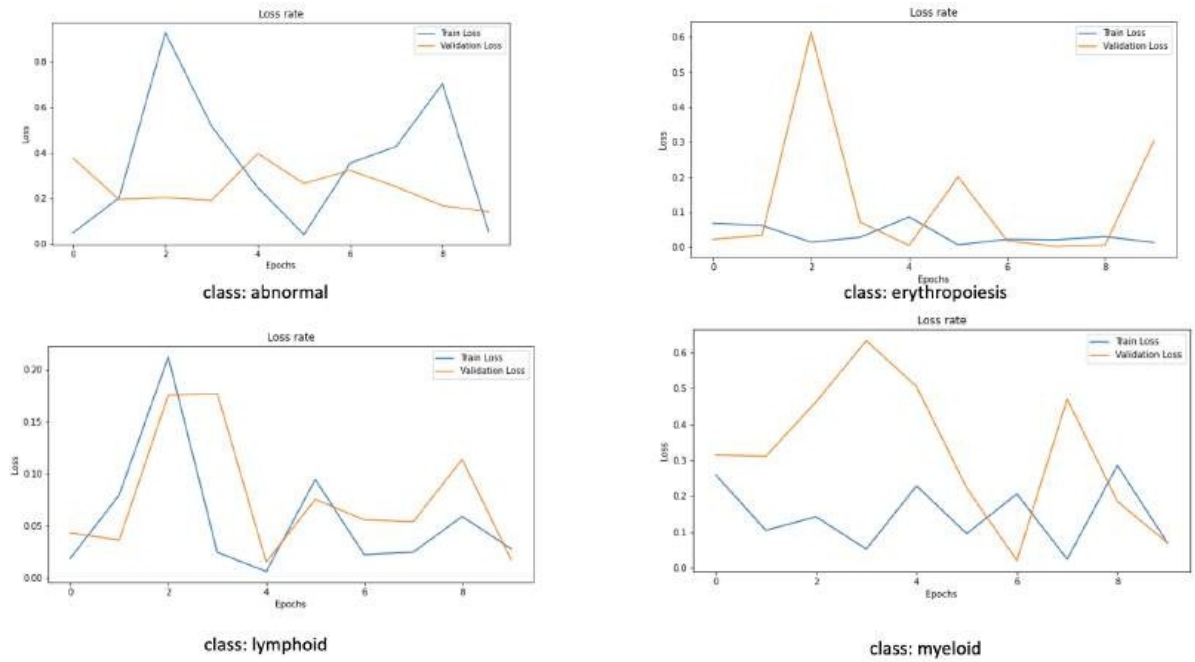 Loss rate
Train Loss
Validation Loss
0.8
0.6
0.4
0.2
0.0
Loss
0 2 4 6 8
Epochs
class: abnormal
Loss rate
Train Loss
Validation Loss
0.6
0.5
0.4
0.3
0.2
0.1
0.0
Loss
0 2 4 6 8
Epochs
class: erythropoiesis
Loss rate
Train Loss
Validation Loss
0.20
0.15
0.10
0.05
0.00
Loss
0 2 4 6 8
Epochs
class: lymphoid
Loss rate
Train Loss
Validation Loss
0.6
0.5
0.4
0.3
0.2
0.1
0.0
Loss
0 2 4 6 8
Epochs
class: myeloid